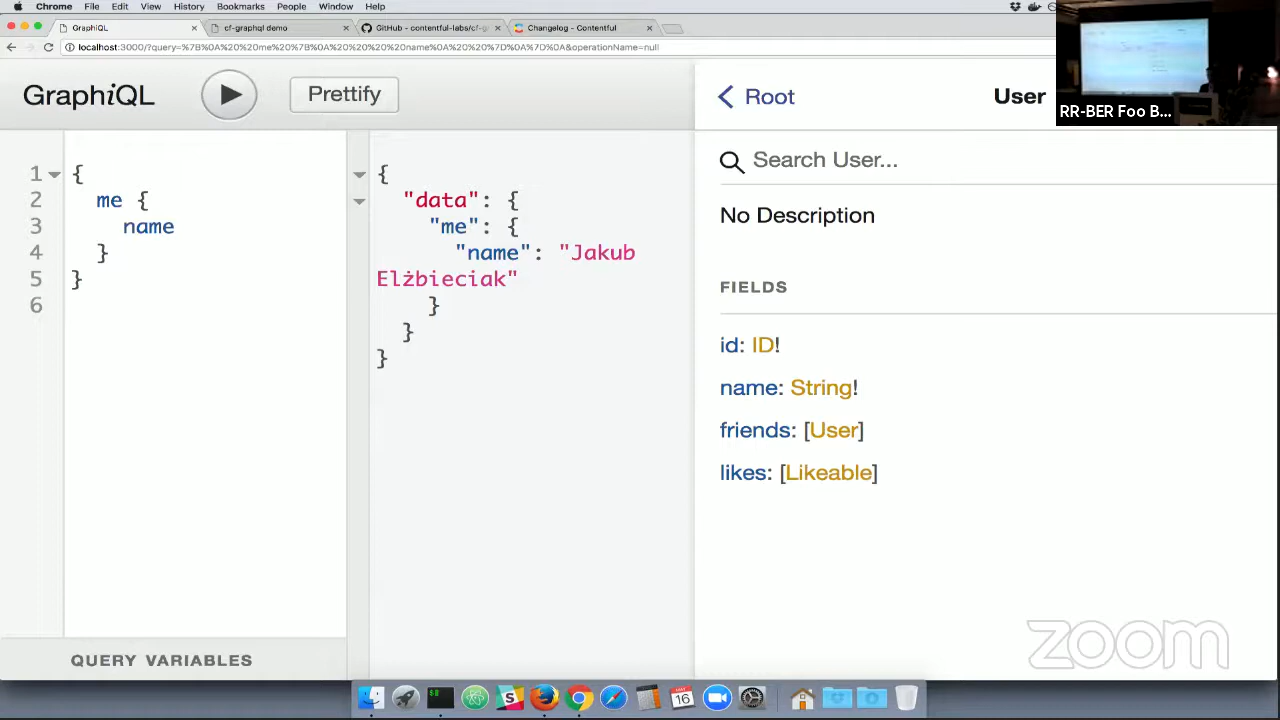 Chrome File Edit View History Bookmarks People Window Help
GraphiQL
cf-graphql demo
GitHub - contentful-labs/cf-g
Changelog - Contentful
localhost:3000/?query=%7B%0A%20%20me%20%7B%0A%20%20%20%20name%0A%20%20%7D%0A%7D%0A&operationName=null
GraphiQL
Prettify
Root
User
RR-BER Foo B...
1 {
2 me {
3 name
4 }
5 }
6
{
"data": {
"me": {
"name": "Jakub
Elżbieciak"
}
}
}
Search User...
No Description
FIELDS
id: ID!
name: String!
friends: [User]
likes: [Likeable]
QUERY VARIABLES
zoom
16